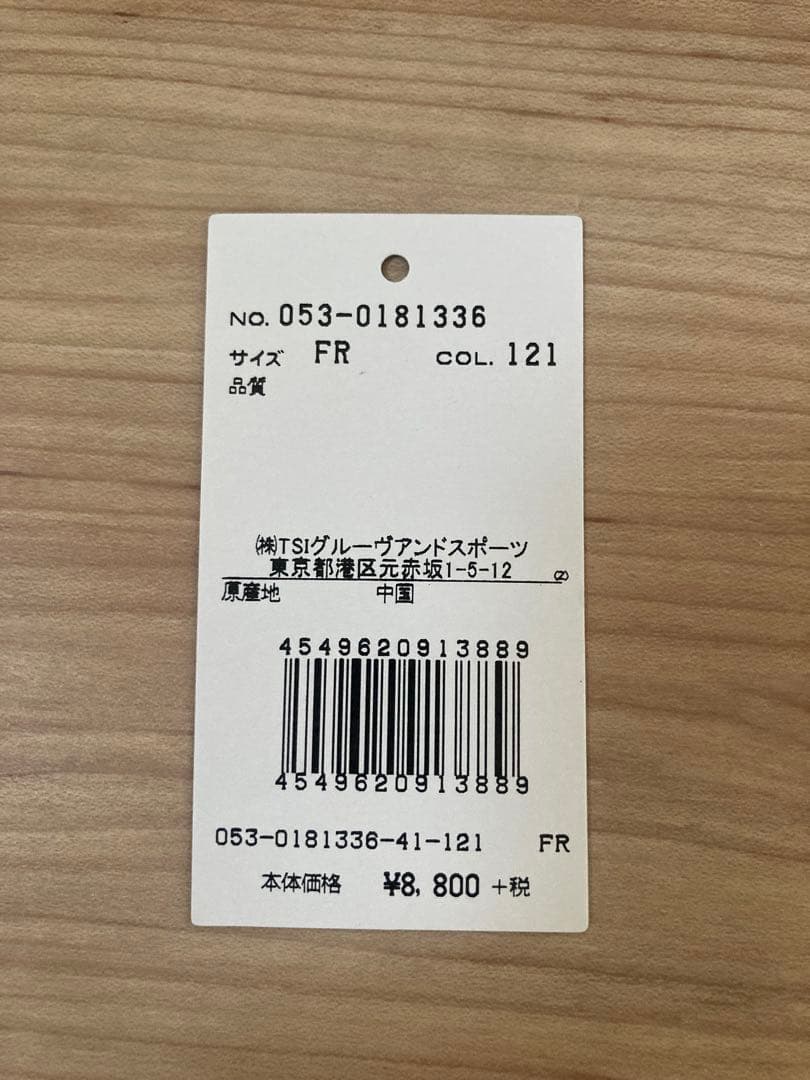 NO. 053-0181336
サイズ FR COL. 121
品質
㈱TSIグルーヴアンドスポーツ
東京都港区元赤坂1-5-12 (Z)
原産地 中国
4549620913889
4549620913889
053-0181336-41-121 FR
本体価格 ¥8,800 +税